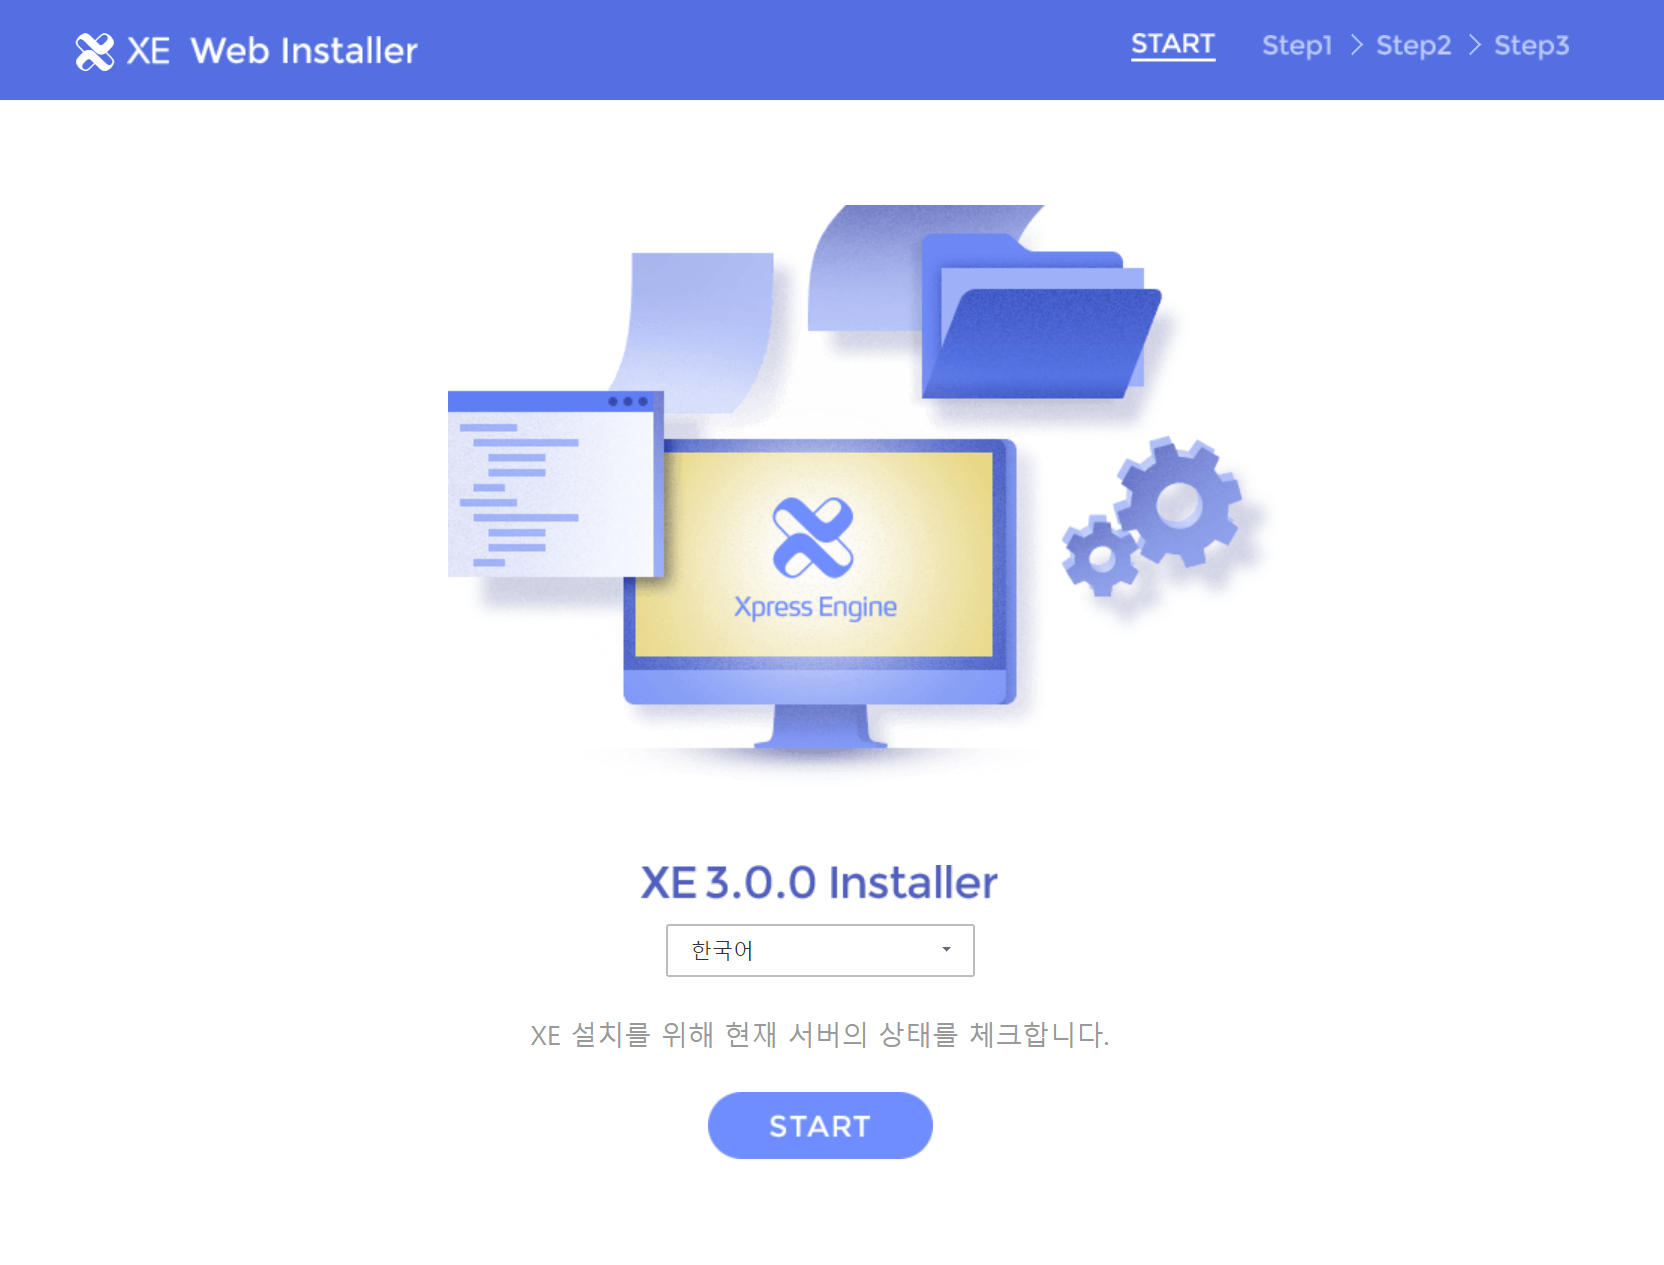 XE Web Installer
START Step1 > Step2 > Step3
Xpress Engine
XE 3.0.0 Installer
한국어
XE 설치를 위해 현재 서버의 상태를 체크합니다.
START